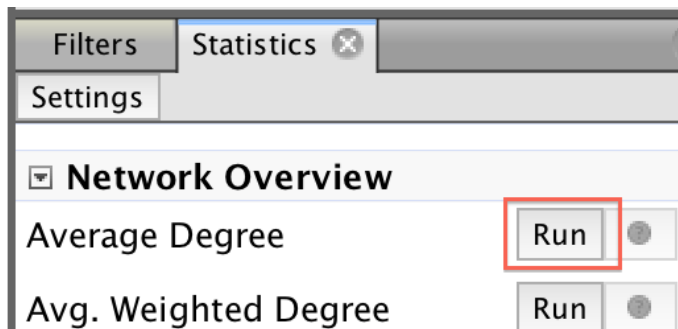 Filters Statistics
Settings
Network Overview
Average Degree Run
Avg. Weighted Degree Run